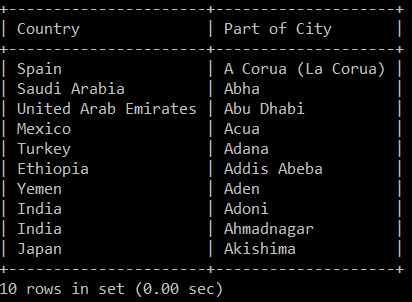 +----------------------+--------------------+
| Country              | Part of City       |
+----------------------+--------------------+
| Spain                | A Corua (La Corua) |
| Saudi Arabia         | Abha               |
| United Arab Emirates | Abu Dhabi          |
| Mexico               | Acua               |
| Turkey               | Adana              |
| Ethiopia             | Addis Abeba        |
| Yemen                | Aden               |
| India                | Adoni              |
| India                | Ahmadnagar         |
| Japan                | Akishima           |
+----------------------+--------------------+
10 rows in set (0.00 sec)